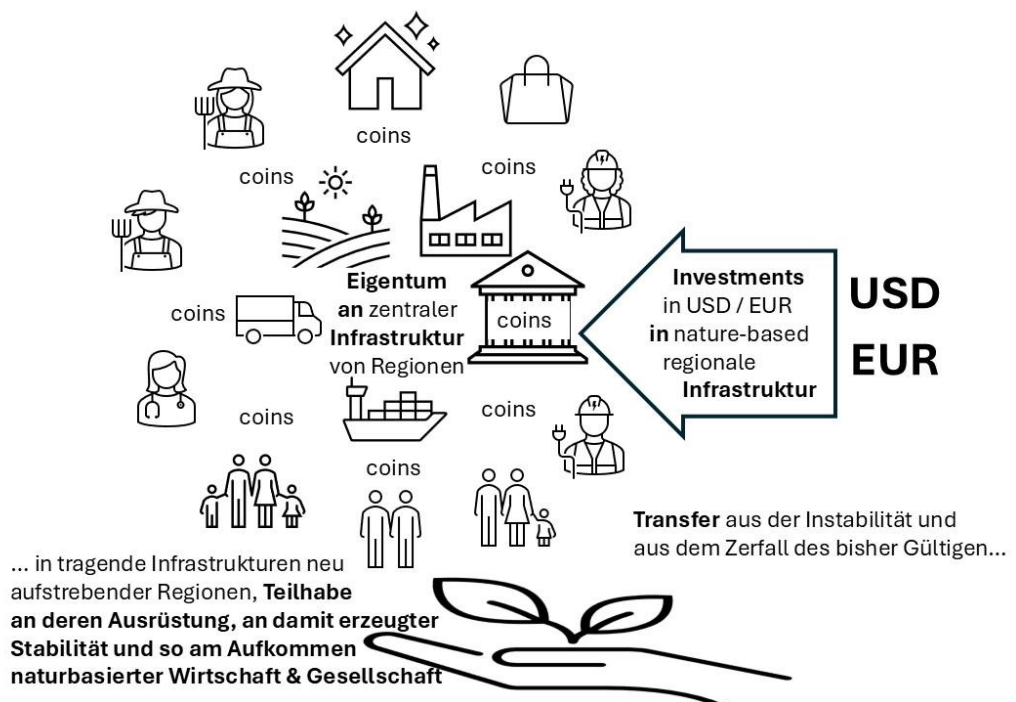 coins
coins
coins
Eigentum
an zentraler
Infrastruktur
von Regionen
coins
coins
Investments
in USD / EUR
in nature-based
regionale
Infrastruktur
USD
EUR
coins
coins
coins
Transfer aus der Instabilität und
aus dem Zerfall des bisher Gültigen...
... in tragende Infrastrukturen neu
aufstrebender Regionen, Teilhabe
an deren Ausrüstung, an damit erzeugter
Stabilität und so am Aufkommen
naturbasierter Wirtschaft & Gesellschaft